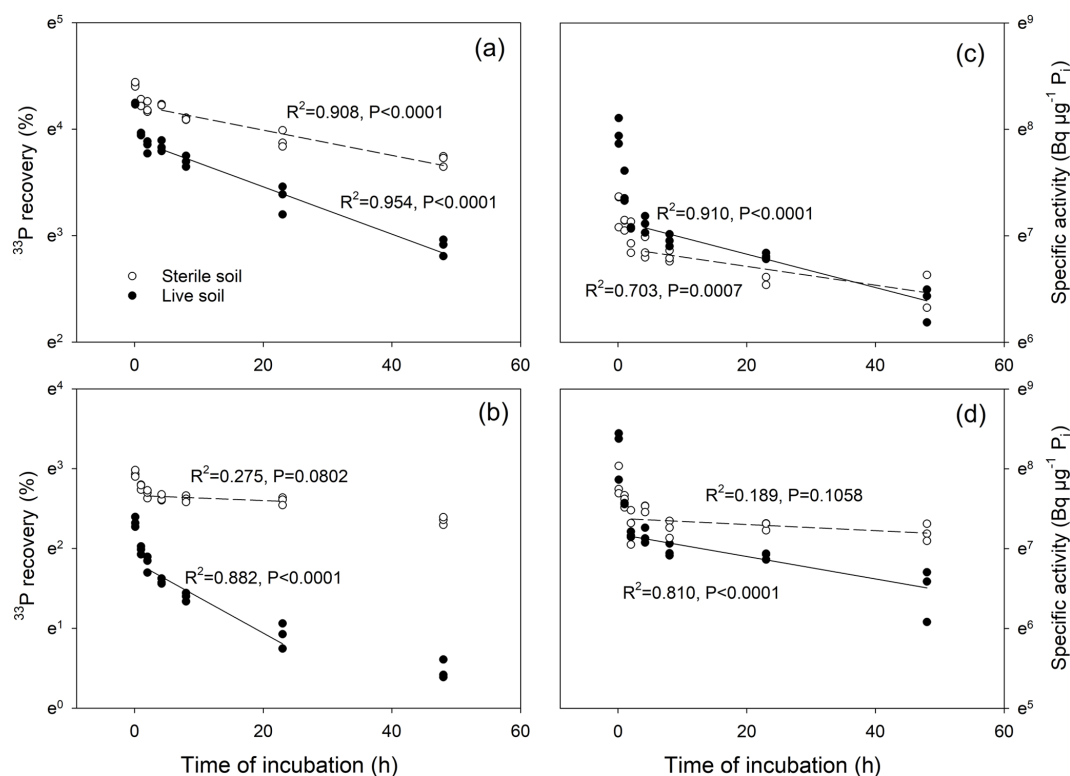 (a)
e⁵
e⁴
e³
e²
³³P recovery (%)
R²=0.908, P<0.0001
R²=0.954, P<0.0001
Sterile soil
Live soil
0 20 40 60
(c)
e⁹
e⁸
e⁷
e⁶
Specific activity (Bq µg⁻¹ Pᵢ)
R²=0.910, P<0.0001
R²=0.703, P=0.0007
0 20 40 60
(b)
e⁴
e³
e²
e¹
e⁰
³³P recovery (%)
R²=0.275, P=0.0802
R²=0.882, P<0.0001
0 20 40 60
Time of incubation (h)
(d)
e⁹
e⁸
e⁷
e⁶
e⁵
Specific activity (Bq µg⁻¹ Pᵢ)
R²=0.189, P=0.1058
R²=0.810, P<0.0001
0 20 40 60
Time of incubation (h)